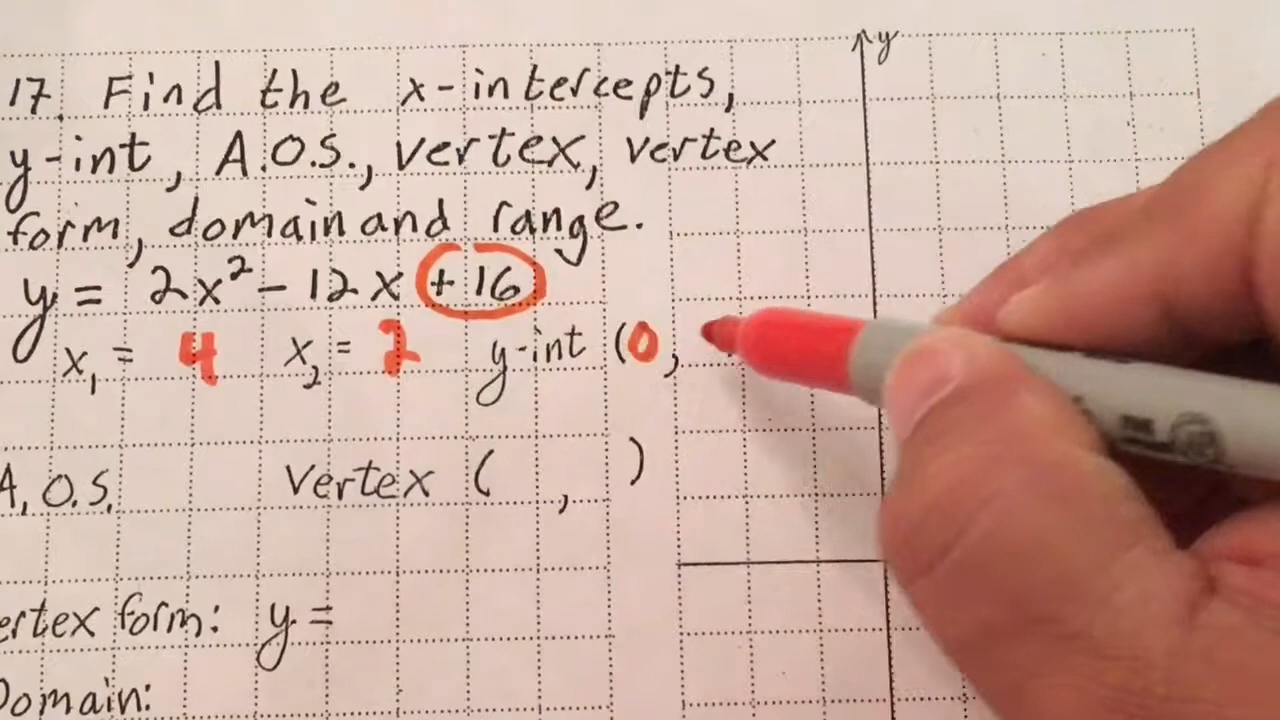 17. Find the x-intercepts,
y-int, A.O.S., vertex, vertex
form, domain and range.
y = 2x² - 12x + 16
x₁ = 4 x₂ = 2 y-int (0,
A.O.S. vertex ( , )
ertex form: y =
Domain:
y